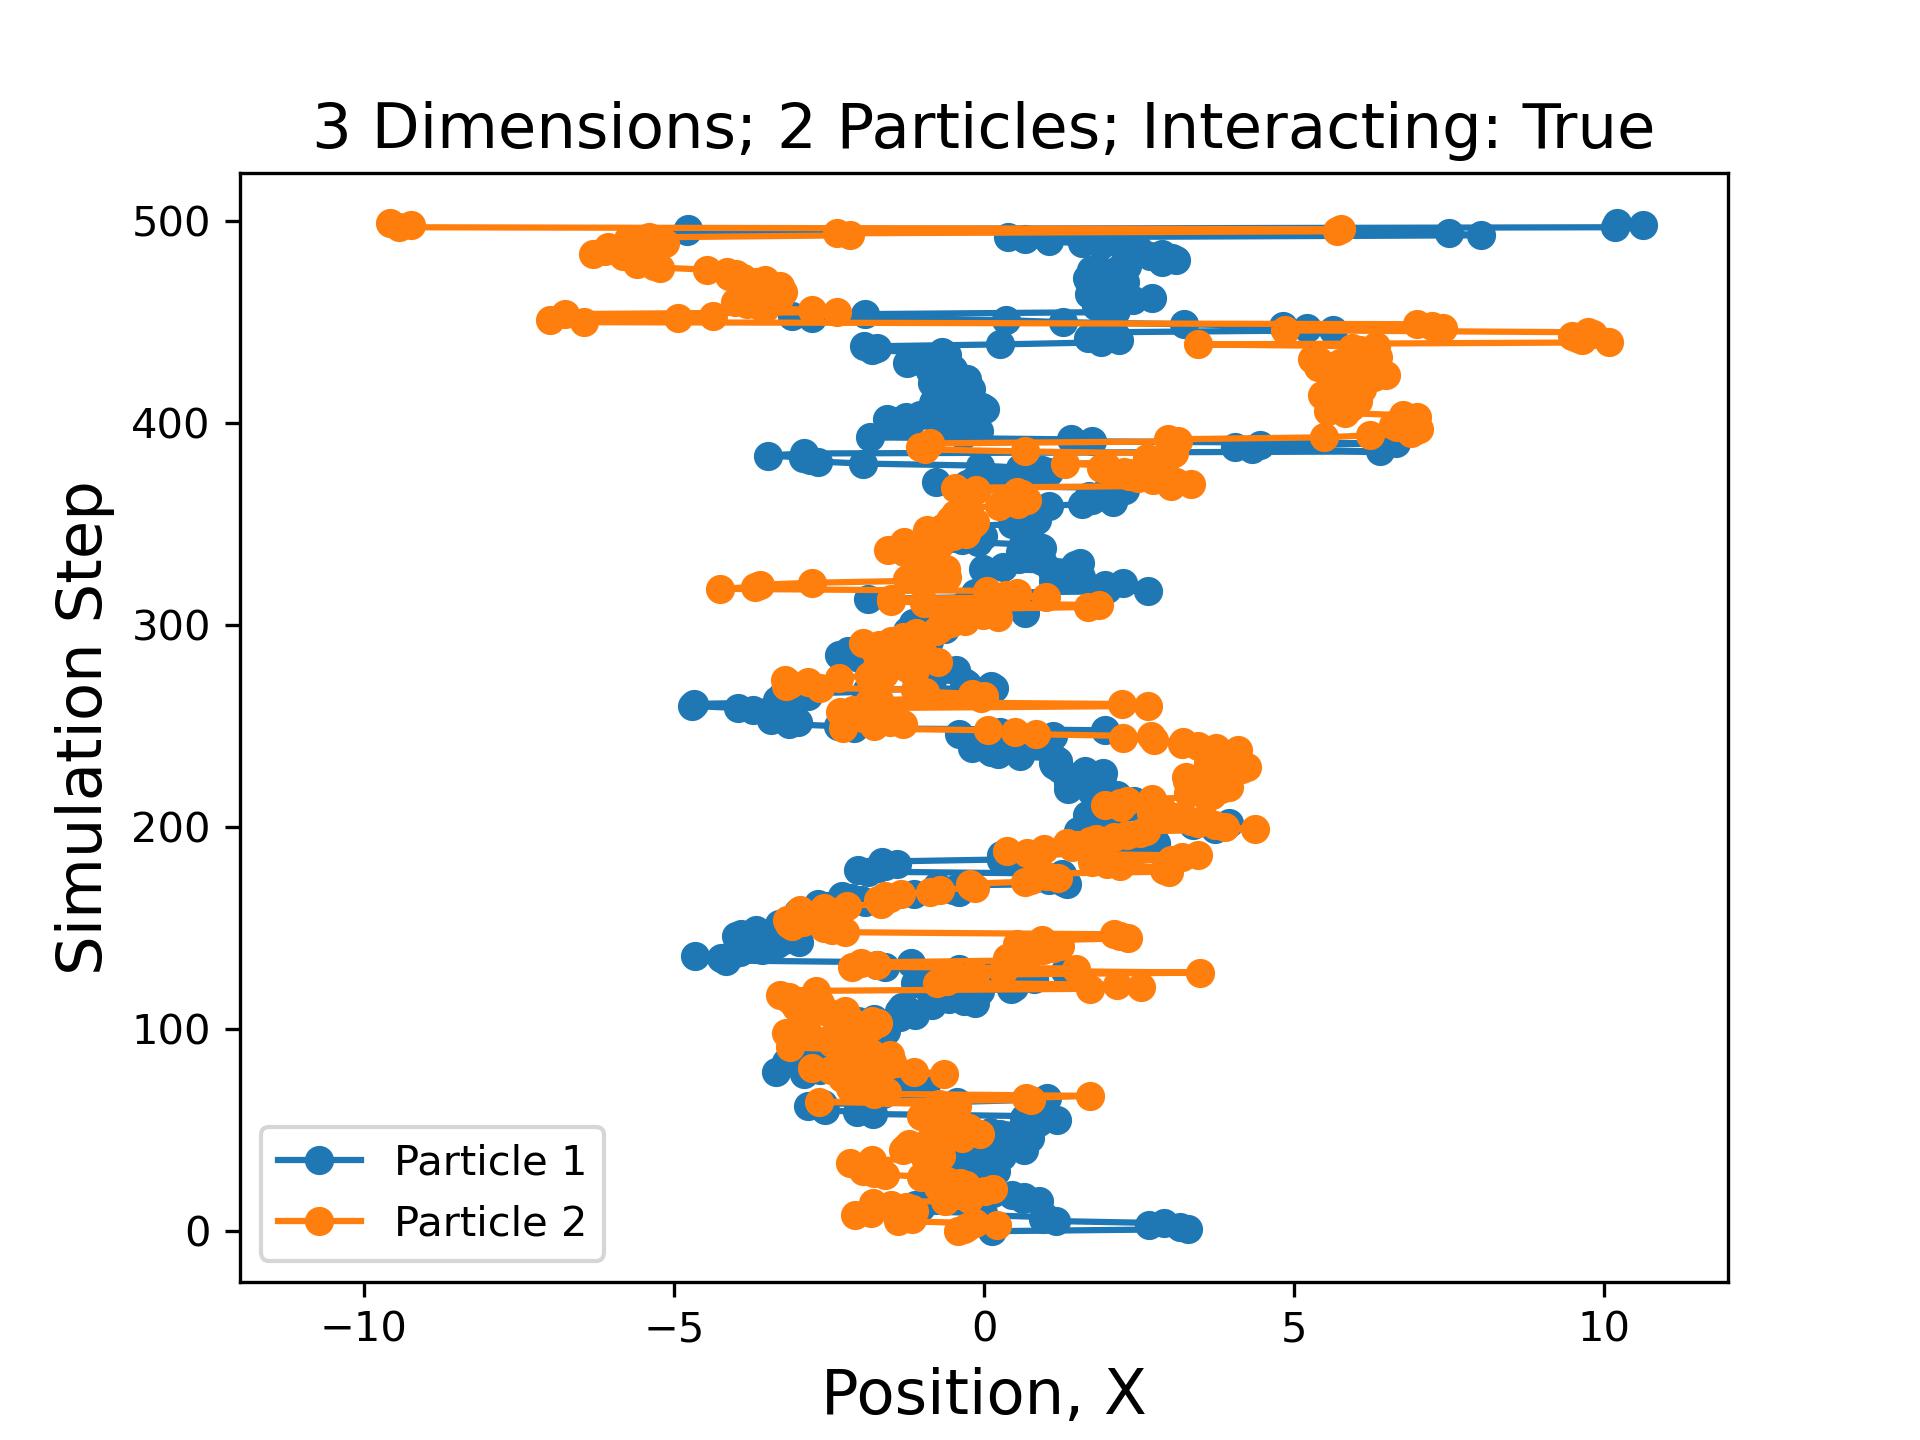 3 Dimensions; 2 Particles; Interacting: True
Simulation Step
500
400
300
200
100
0
Particle 1
Particle 2
−10
−5
0
5
10
Position, X